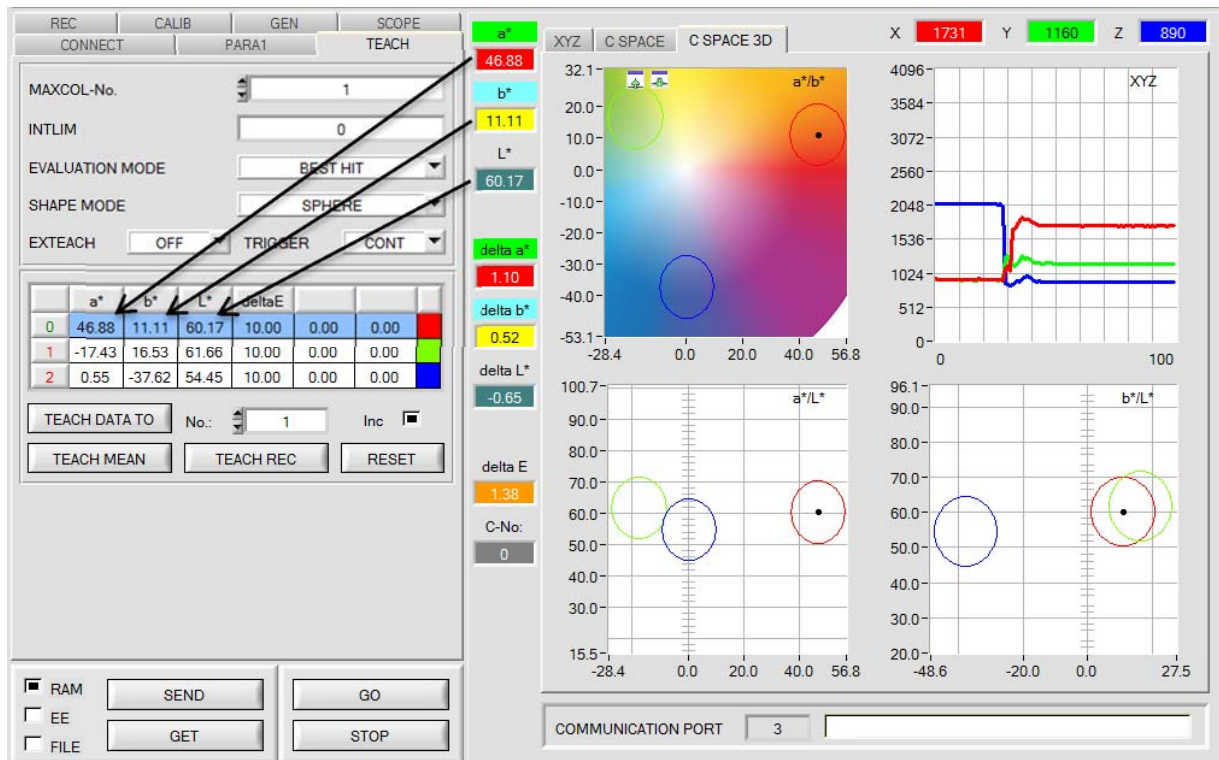 REC CALIB GEN SCOPE
CONNECT PARA1 TEACH
MAXCOL-No. 1
INTLIM 0
EVALUATION MODE BEST HIT
SHAPE MODE SPHERE
EXTEACH OFF TRIGGER CONT
a* b* L* deltaE
0 46.88 11.11 60.17 10.00 0.00 0.00
1 -17.43 16.53 61.66 10.00 0.00 0.00
2 0.55 -37.62 54.45 10.00 0.00 0.00
TEACH DATA TO No.: 1 Inc
TEACH MEAN TEACH REC RESET
RAM SEND GO
EE
GET STOP
FILE
a*
46.88
b*
11.11
L*
60.17
delta a*
1.10
delta b*
0.52
delta L*
-0.65
delta E
1.38
C-No:
0
XYZ C SPACE C SPACE 3D
X 1731 Y 1160 Z 890
a*/b*
32.1
20.0
10.0
0.0
-10.0
-20.0
-30.0
-40.0
-53.1
-28.4 0.0 20.0 40.0 56.8
XYZ
4096
3584
3072
2560
2048
1536
1024
512
0
0 100
a*/L*
100.7
90.0
80.0
70.0
60.0
50.0
40.0
30.0
15.5
-28.4 0.0 20.0 40.0 56.8
b*/L*
96.1
90.0
80.0
70.0
60.0
50.0
40.0
30.0
20.0
-48.6 -20.0 0.0 27.5
COMMUNICATION PORT 3